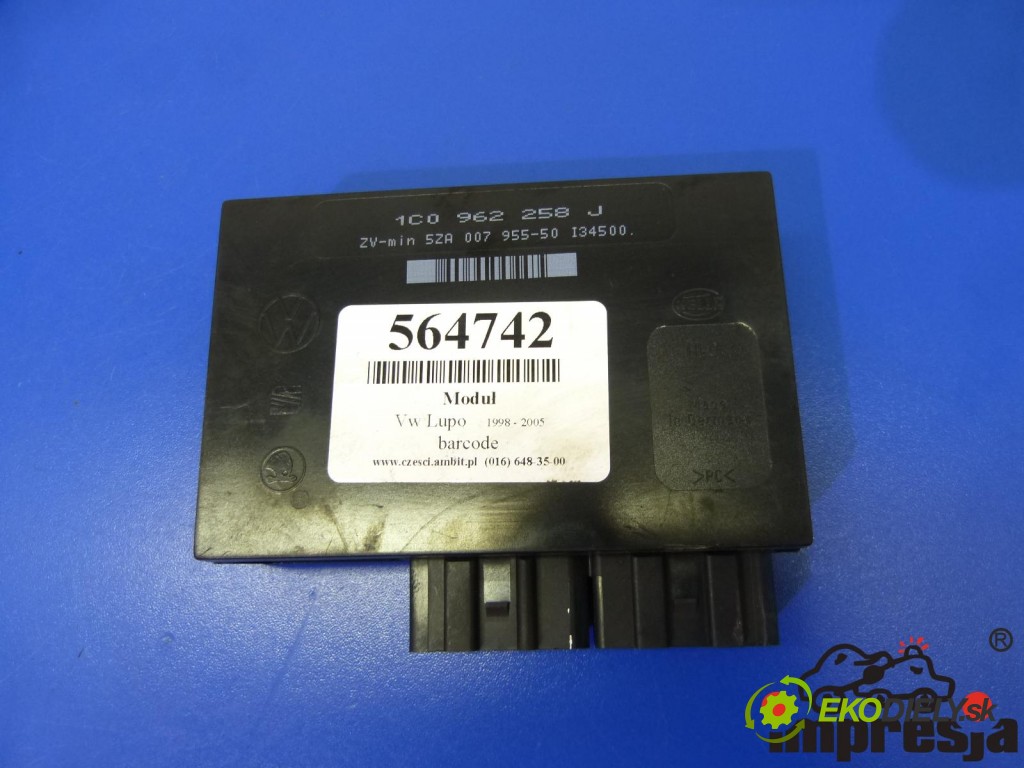 1C0 962 258 J
ZV-min 5ZA 007 955-50 I34500.
HELLA
564742
Moduł
Vw Lupo 1998 - 2005
barcode
www.czesci.ambit.pl (016) 648-35-00
>PC<
®
EKODIELY.sk
impresja